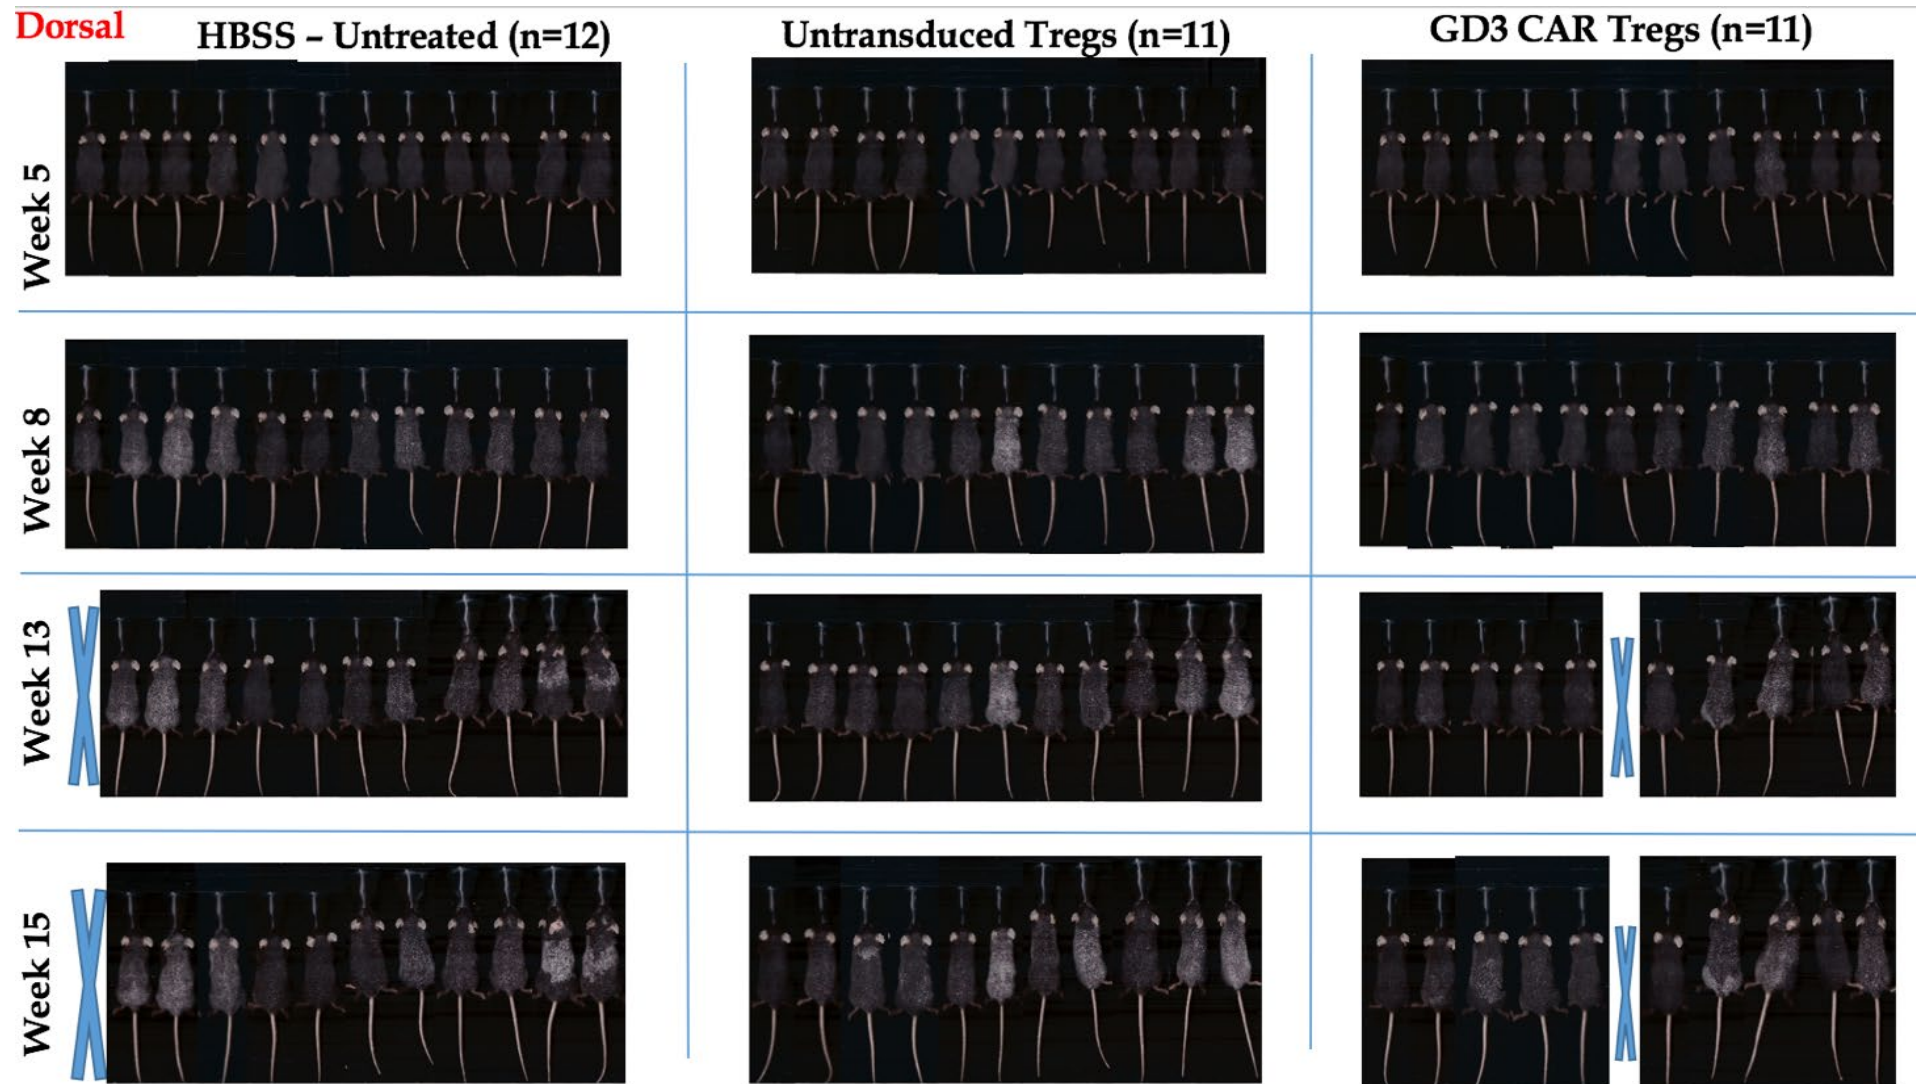 Dorsal
HBSS – Untreated (n=12)
Untransduced Tregs (n=11)
GD3 CAR Tregs (n=11)
Week 5
Week 8
Week 13
Week 15